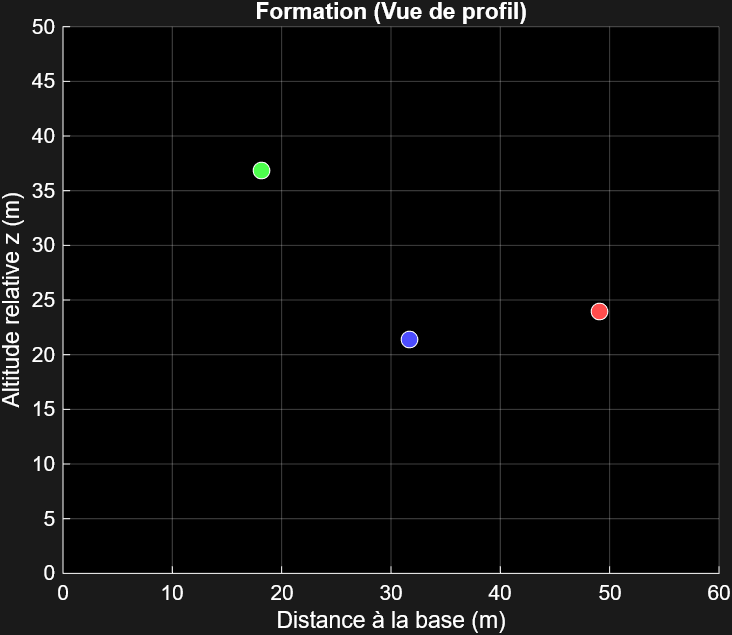 Formation (Vue de profil)
Altitude relative z (m)
50
45
40
35
30
25
20
15
10
5
0
0 10 20 30 40 50 60
Distance à la base (m)